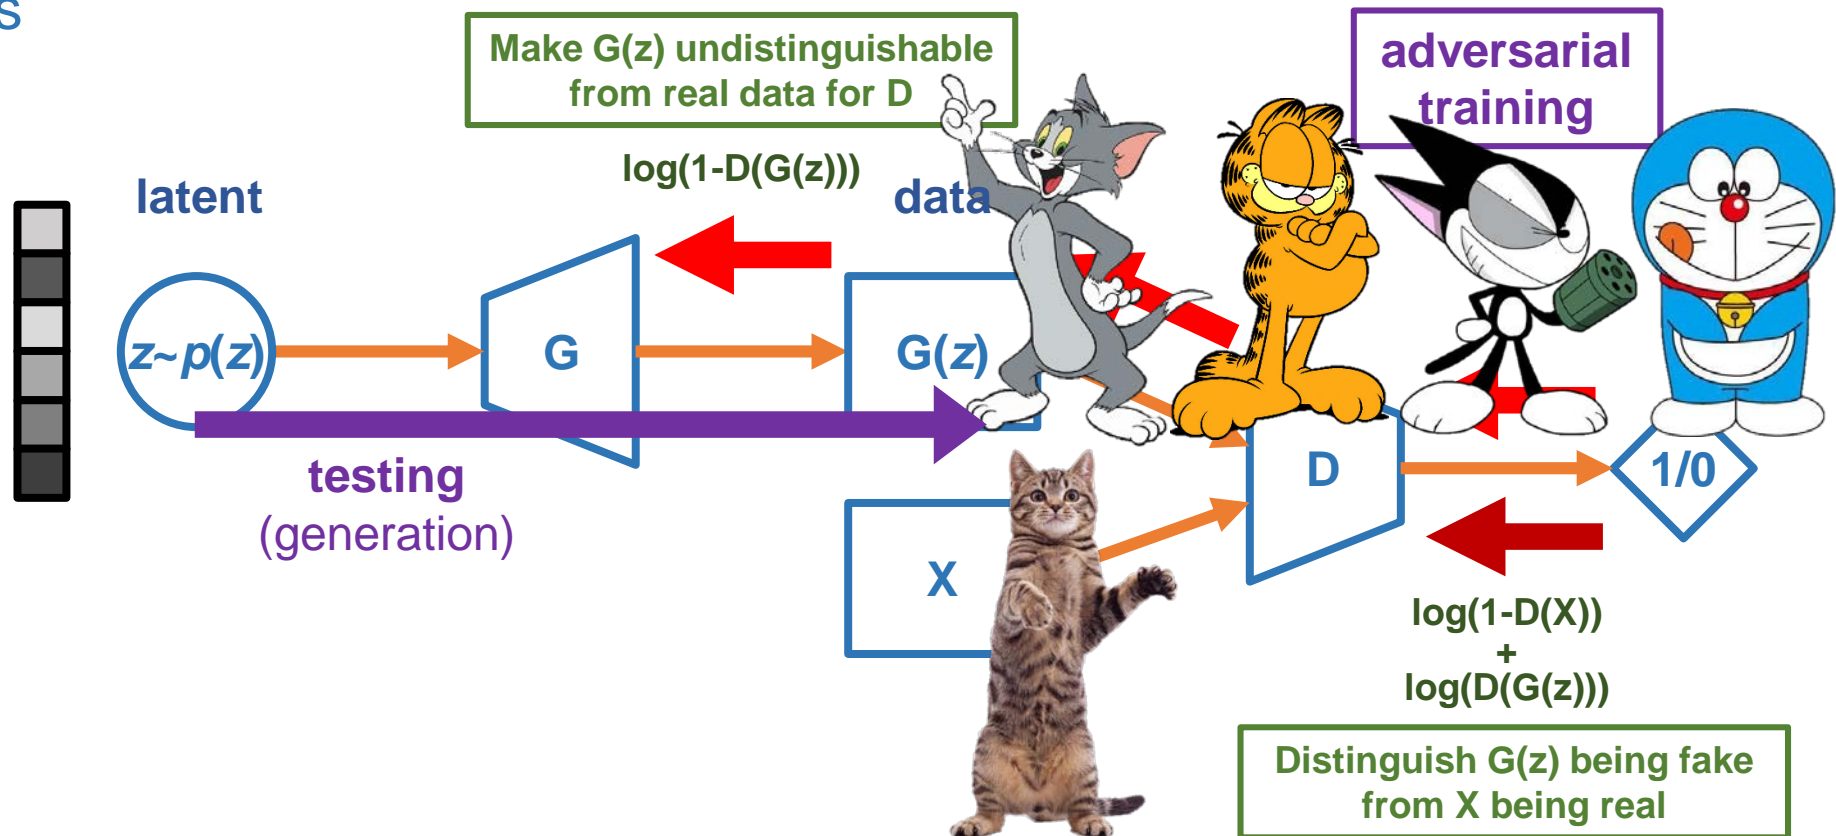 s
Make G(z) undistinguishable
from real data for D
adversarial
training
log(1-D(G(z)))
latent
data
z~p(z)
G
G(z)
testing
(generation)
D
1/0
X
log(1-D(X))
+
log(D(G(z)))
Distinguish G(z) being fake
from X being real